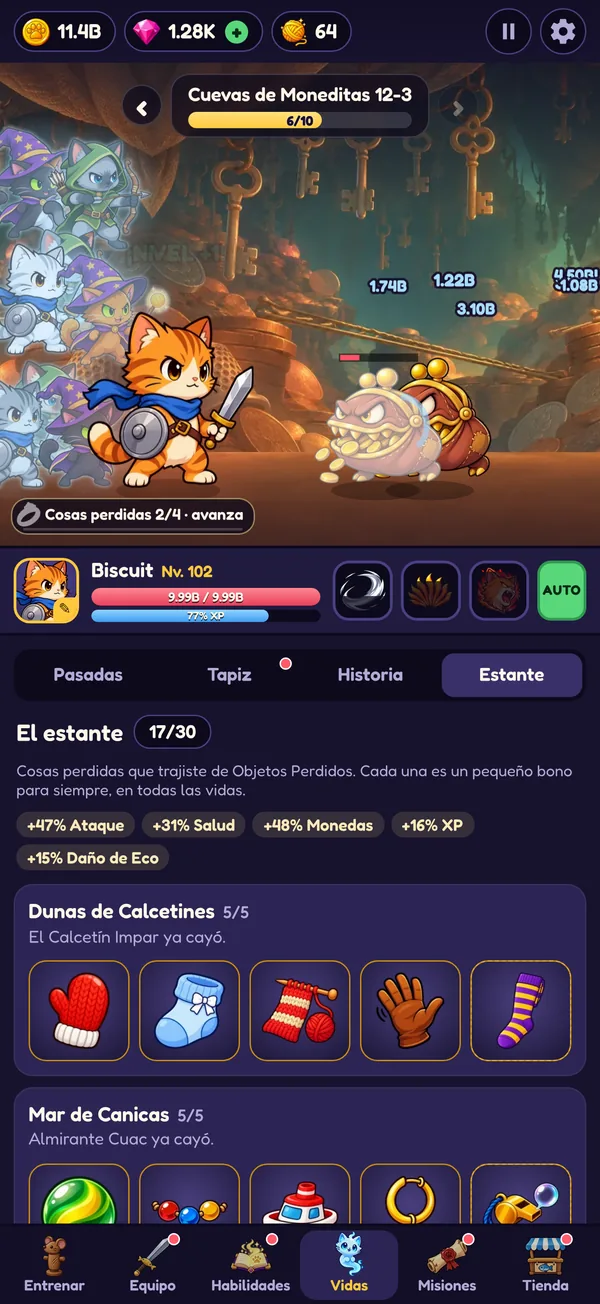 11.4B
1.28K
64
Cuevas de Moneditas 12-3
6/10
1.74B
1.22B
3.10B
1.08B
Cosas perdidas 2/4 · avanza
Biscuit Nv. 102
9.99B / 9.99B
77% XP
AUTO
Pasadas
Tapiz
Historia
Estante
El estante 17/30
Cosas perdidas que trajiste de Objetos Perdidos. Cada una es un pequeño bono
para siempre, en todas las vidas.
+47% Ataque
+31% Salud
+48% Monedas
+16% XP
+15% Daño de Eco
Dunas de Calcetines 5/5
El Calcetín Impar ya cayó.
Mar de Canicas 5/5
Almirante Cuac ya cayó.
Entrenar
Equipo
Habilidades
Vidas
Misiones
Tienda